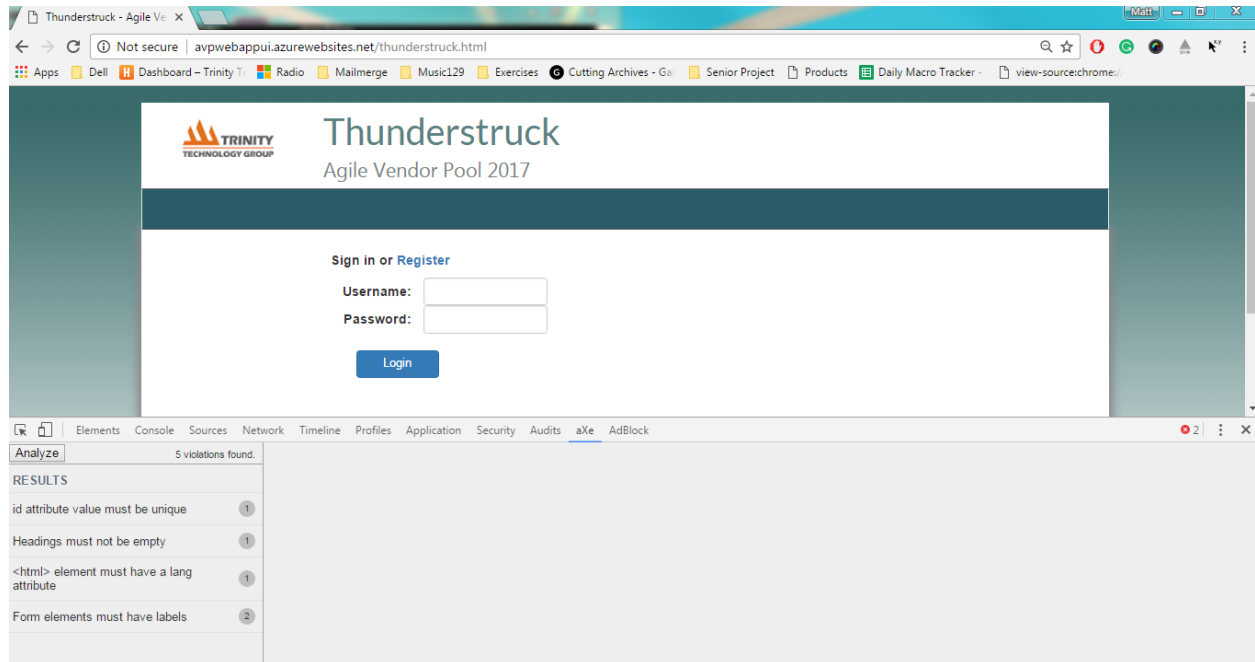 Thunderstruck - Agile Ve
Matt
Not secure | avpwebappui.azurewebsites.net/thunderstruck.html
Apps Dell Dashboard – Trinity T Radio Mailmerge Music129 Exercises Cutting Archives - Ga Senior Project Products Daily Macro Tracker - view-source:chrome://
TRINITY
TECHNOLOGY GROUP
Thunderstruck
Agile Vendor Pool 2017
Sign in or Register
Username:
Password:
Login
Elements Console Sources Network Timeline Profiles Application Security Audits aXe AdBlock 2
Analyze 5 violations found.
RESULTS
id attribute value must be unique 1
Headings must not be empty 1
<html> element must have a lang
attribute 1
Form elements must have labels 2